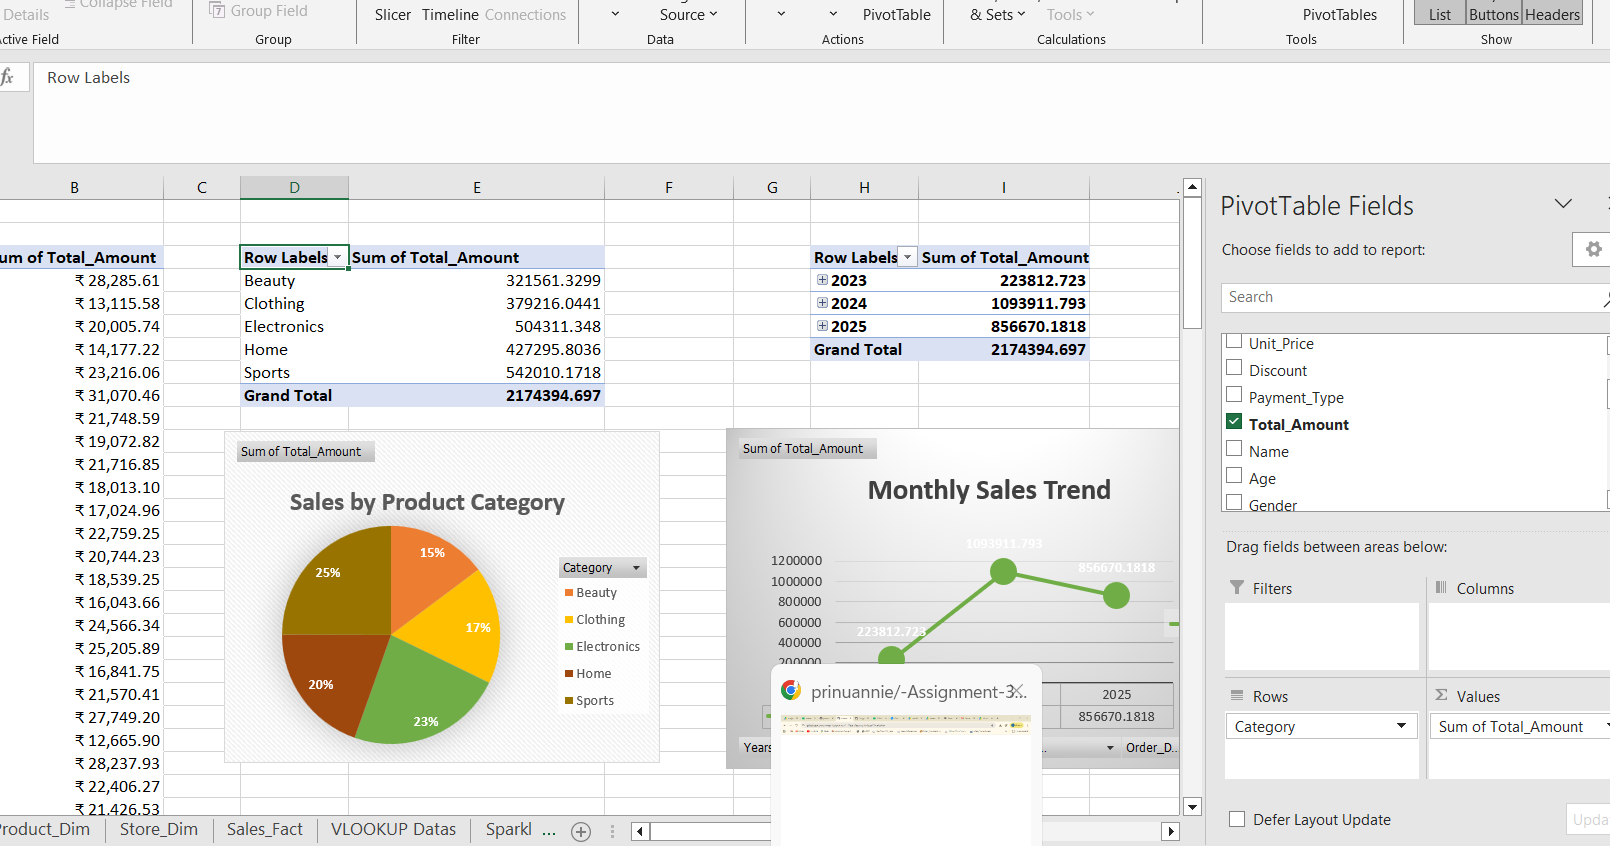 Details
Collapse Field
Group Field
Slicer Timeline Connections
Source
PivotTable
& Sets
Tools
PivotTables
List Buttons Headers
Active Field
Group
Filter
Data
Actions
Calculations
Tools
Show
fx Row Labels
B C D E F G H I
um of Total_Amount
₹ 28,285.61
₹ 13,115.58
₹ 20,005.74
₹ 14,177.22
₹ 23,216.06
₹ 31,070.46
₹ 21,748.59
₹ 19,072.82
₹ 21,716.85
₹ 18,013.10
₹ 17,024.96
₹ 22,759.25
₹ 20,744.23
₹ 18,539.25
₹ 16,043.66
₹ 24,566.34
₹ 25,205.89
₹ 16,841.75
₹ 21,570.41
₹ 27,749.20
₹ 12,665.90
₹ 28,237.93
₹ 22,406.27
₹ 21,426.53
Row Labels Sum of Total_Amount
Beauty 321561.3299
Clothing 379216.0441
Electronics 504311.348
Home 427295.8036
Sports 542010.1718
Grand Total 2174394.697
Row Labels Sum of Total_Amount
2023 223812.723
2024 1093911.793
2025 856670.1818
Grand Total 2174394.697
Sum of Total_Amount
Sales by Product Category
15%
17%
23%
20%
25%
Category
Beauty
Clothing
Electronics
Home
Sports
Sum of Total_Amount
Monthly Sales Trend
1200000
1000000
800000
600000
400000
200000
223812.723
1093911.793
856670.1818
2025
856670.1818
Years
Order_D..
prinuannie/-Assignment-3...
PivotTable Fields
Choose fields to add to report:
Search
Unit_Price
Discount
Payment_Type
Total_Amount
Name
Age
Gender
Drag fields between areas below:
Filters
Columns
Rows
Σ Values
Category
Sum of Total_Amount
Defer Layout Update
Upda
Product_Dim Store_Dim Sales_Fact VLOOKUP Datas Sparkl ...